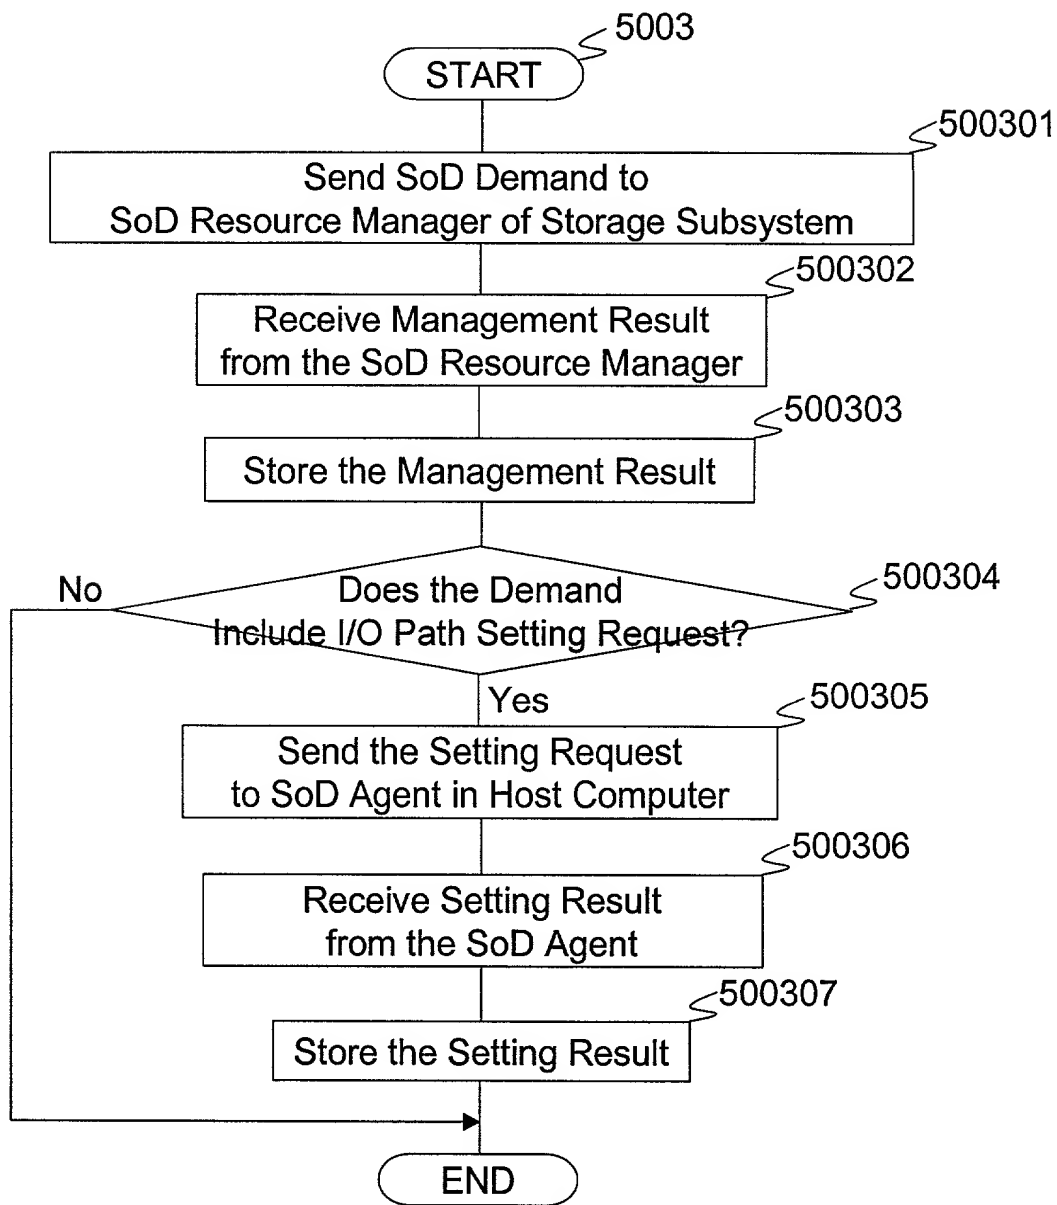 5003
START
500301
Send SoD Demand to
SoD Resource Manager of Storage Subsystem
500302
Receive Management Result
from the SoD Resource Manager
500303
Store the Management Result
No
500304
Does the Demand
Include I/O Path Setting Request?
Yes
500305
Send the Setting Request
to SoD Agent in Host Computer
500306
Receive Setting Result
from the SoD Agent
500307
Store the Setting Result
END